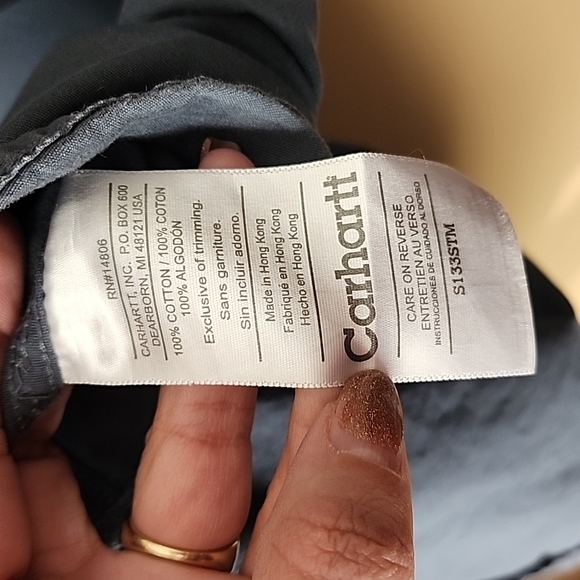 RN#14806
CARHARTT, INC. P.O. BOX 600
DEARBORN, MI 48121 USA
100% COTTON / 100% COTON
100% ALGODÓN
Exclusive of trimming.
Sans garniture.
Sin incluir adorno.
Made in Hong Kong
Fabriqué en Hong Kong
Hecho en Hong Kong
Carhartt
CARE ON REVERSE
ENTRETIEN AU VERSO
INSTRUCCIONES DE CUIDADO AL DORSO
S133STM